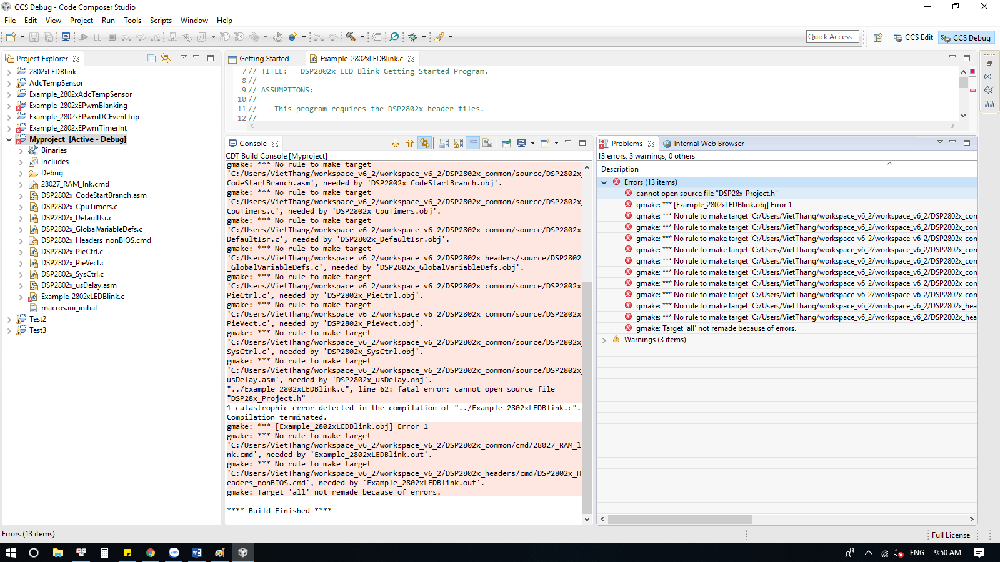 CCS Debug - Code Composer Studio
File Edit View Project Run Tools Scripts Window Help
Quick Access
CCS Edit
CCS Debug
Project Explorer
2802xLEDBlink
AdcTempSensor
Example_2802xAdcTempSensor
Example_2802xEPwmBlanking
Example_2802xEPwmDCEventTrip
Example_2802xEPwmTimerInt
Myproject [Active - Debug]
Binaries
Includes
Debug
28027_RAM_lnk.cmd
DSP2802x_CodeStartBranch.asm
DSP2802x_CpuTimers.c
DSP2802x_DefaultIsr.c
DSP2802x_GlobalVariableDefs.c
DSP2802x_Headers_nonBIOS.cmd
DSP2802x_PieCtrl.c
DSP2802x_PieVect.c
DSP2802x_SysCtrl.c
DSP2802x_usDelay.asm
Example_2802xLEDBlink.c
macros.ini_initial
Test2
Test3
Getting Started
Example_2802xLEDBlink.c
7 // TITLE: DSP2802x LED Blink Getting Started Program.
8 //
9 // ASSUMPTIONS:
10 //
11 // This program requires the DSP2802x header files.
12 //
Console
CDT Build Console [Myproject]
gmake: *** No rule to make target
'C:/Users/VietThang/workspace_v6_2/workspace_v6_2/DSP2802x_common/source/DSP2802x_
CodeStartBranch.asm', needed by 'DSP2802x_CodeStartBranch.obj'.
gmake: *** No rule to make target
'C:/Users/VietThang/workspace_v6_2/workspace_v6_2/DSP2802x_common/source/DSP2802x_
CpuTimers.c', needed by 'DSP2802x_CpuTimers.obj'.
gmake: *** No rule to make target
'C:/Users/VietThang/workspace_v6_2/workspace_v6_2/DSP2802x_common/source/DSP2802x_
DefaultIsr.c', needed by 'DSP2802x_DefaultIsr.obj'.
gmake: *** No rule to make target
'C:/Users/VietThang/workspace_v6_2/workspace_v6_2/DSP2802x_headers/source/DSP2802x
_GlobalVariableDefs.c', needed by 'DSP2802x_GlobalVariableDefs.obj'.
gmake: *** No rule to make target
'C:/Users/VietThang/workspace_v6_2/workspace_v6_2/DSP2802x_common/source/DSP2802x_
PieCtrl.c', needed by 'DSP2802x_PieCtrl.obj'.
gmake: *** No rule to make target
'C:/Users/VietThang/workspace_v6_2/workspace_v6_2/DSP2802x_common/source/DSP2802x_
PieVect.c', needed by 'DSP2802x_PieVect.obj'.
gmake: *** No rule to make target
'C:/Users/VietThang/workspace_v6_2/workspace_v6_2/DSP2802x_common/source/DSP2802x_
SysCtrl.c', needed by 'DSP2802x_SysCtrl.obj'.
gmake: *** No rule to make target
'C:/Users/VietThang/workspace_v6_2/workspace_v6_2/DSP2802x_common/source/DSP2802x_
usDelay.asm', needed by 'DSP2802x_usDelay.obj'.
"../Example_2802xLEDBlink.c", line 62: fatal error: cannot open source file
"DSP28x_Project.h"
1 catastrophic error detected in the compilation of "../Example_2802xLEDBlink.c".
Compilation terminated.
gmake: *** [Example_2802xLEDBlink.obj] Error 1
gmake: *** No rule to make target
'C:/Users/VietThang/workspace_v6_2/workspace_v6_2/DSP2802x_common/cmd/28027_RAM_l
nk.cmd', needed by 'Example_2802xLEDBlink.out'.
gmake: *** No rule to make target
'C:/Users/VietThang/workspace_v6_2/workspace_v6_2/DSP2802x_headers/cmd/DSP2802x_H
eaders_nonBIOS.cmd', needed by 'Example_2802xLEDBlink.out'.
gmake: Target 'all' not remade because of errors.
**** Build Finished ****
Problems
Internal Web Browser
13 errors, 3 warnings, 0 others
Description
Errors (13 items)
cannot open source file "DSP28x_Project.h"
gmake: *** [Example_2802xLEDBlink.obj] Error 1
gmake: *** No rule to make target 'C:/Users/VietThang/workspace_v6_2/workspace_v6_2/DSP2802x_con
gmake: *** No rule to make target 'C:/Users/VietThang/workspace_v6_2/workspace_v6_2/DSP2802x_con
gmake: *** No rule to make target 'C:/Users/VietThang/workspace_v6_2/workspace_v6_2/DSP2802x_con
gmake: *** No rule to make target 'C:/Users/VietThang/workspace_v6_2/workspace_v6_2/DSP2802x_con
gmake: *** No rule to make target 'C:/Users/VietThang/workspace_v6_2/workspace_v6_2/DSP2802x_con
gmake: *** No rule to make target 'C:/Users/VietThang/workspace_v6_2/workspace_v6_2/DSP2802x_con
gmake: *** No rule to make target 'C:/Users/VietThang/workspace_v6_2/workspace_v6_2/DSP2802x_con
gmake: *** No rule to make target 'C:/Users/VietThang/workspace_v6_2/workspace_v6_2/DSP2802x_con
gmake: *** No rule to make target 'C:/Users/VietThang/workspace_v6_2/workspace_v6_2/DSP2802x_hea
gmake: *** No rule to make target 'C:/Users/VietThang/workspace_v6_2/workspace_v6_2/DSP2802x_hea
gmake: Target 'all' not remade because of errors.
Warnings (3 items)
Errors (13 items)
Full License
ENG
9:50 AM